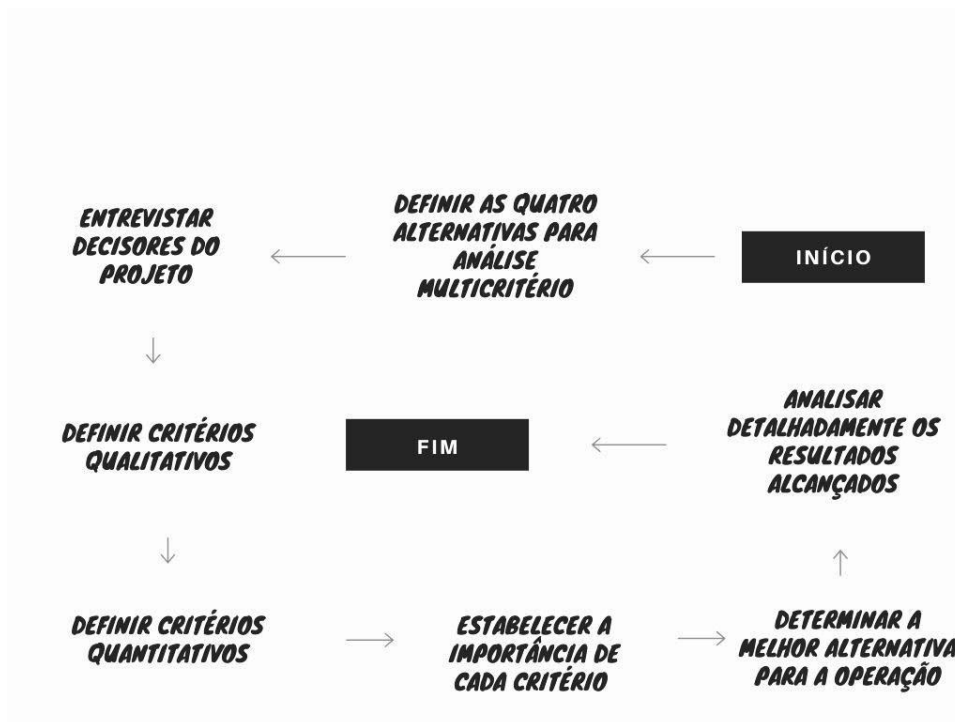 INÍCIO
DEFINIR AS QUATRO
ALTERNATIVAS PARA
ANÁLISE
MULTICRITÉRIO
ENTREVISTAR
DECISORES DO
PROJETO
DEFINIR CRITÉRIOS
QUALITATIVOS
DEFINIR CRITÉRIOS
QUANTITATIVOS
ESTABELECER A
IMPORTÂNCIA DE
CADA CRITÉRIO
DETERMINAR A
MELHOR ALTERNATIVA
PARA A OPERAÇÃO
ANALISAR
DETALHADAMENTE OS
RESULTADOS
ALCANÇADOS
FIM